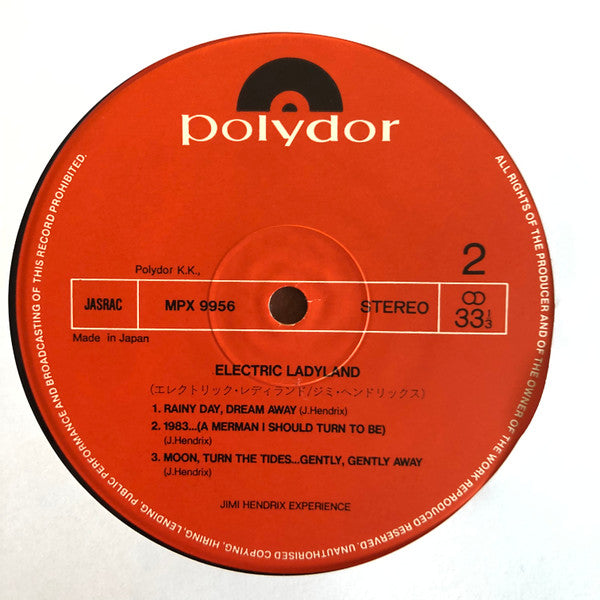 polydor
Polydor K.K.,
2
JASRAC
MPX 9956
STEREO
33 1/3
Made in Japan
ELECTRIC LADYLAND
(エレクトリック・レディランド/ジミ・ヘンドリックス)
1. RAINY DAY, DREAM AWAY (J.Hendrix)
2. 1983...(A MERMAN I SHOULD TURN TO BE)
(J.Hendrix)
3. MOON, TURN THE TIDES...GENTLY, GENTLY AWAY
(J.Hendrix)
JIMI HENDRIX EXPERIENCE
ALL RIGHTS OF THE PRODUCER AND OF THE OWNER OF THE WORK REPRODUCED RESERVED. UNAUTHORISED COPYING, HIRING, LENDING, PUBLIC PERFORMANCE AND BROADCASTING OF THIS RECORD PROHIBITED.